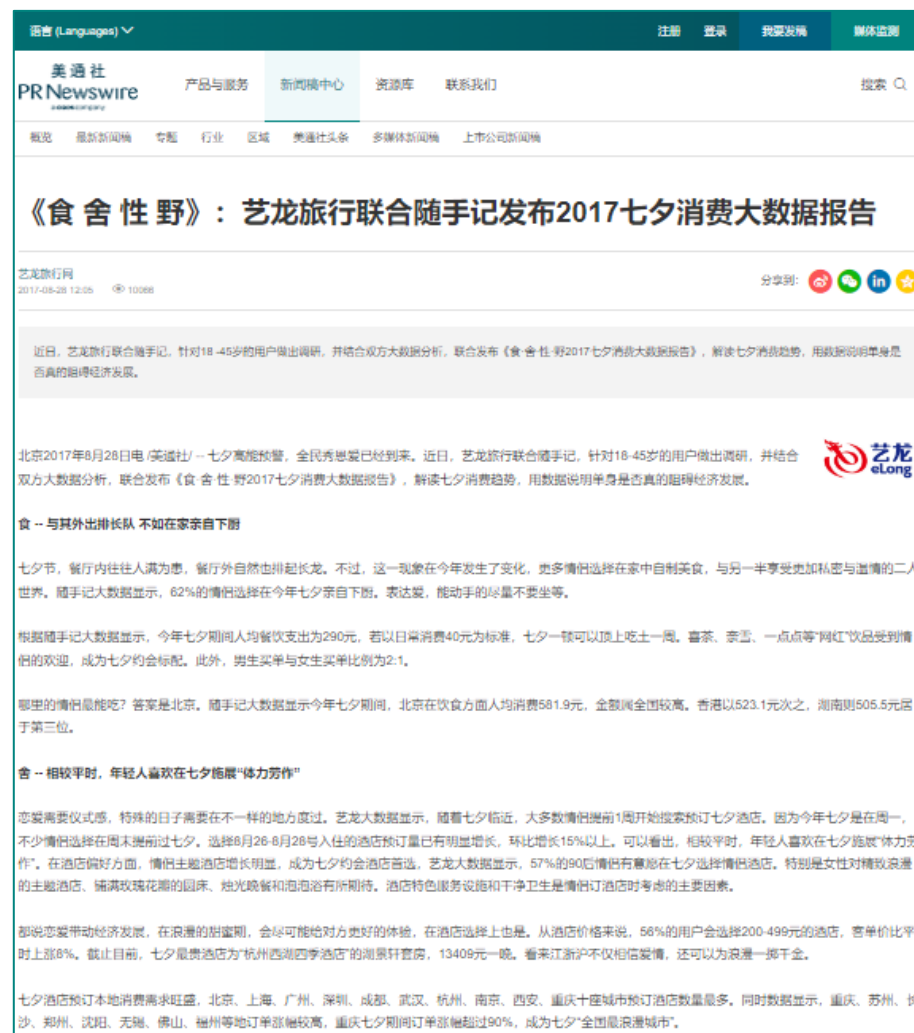 语言 (Languages)
注册 登录 我要发稿 媒体监测
美通社
PR Newswire
a company
产品与服务 新闻稿中心 资源库 联系我们
搜索
概览 最新新闻稿 专题 行业 区域 美通社头条 多媒体新闻稿 上市公司新闻稿
《食 舍 性 野》：艺龙旅行联合随手记发布2017七夕消费大数据报告
艺龙旅行网
2017-08-28 12:05
分享到:
近日，艺龙旅行联合随手记，针对18 -45岁的用户做出调研，并结合双方大数据分析，联合发布《食·舍·性·野2017七夕消费大数据报告》，解读七夕消费趋势，用数据说明单身是
否真的阻碍经济发展。
北京2017年8月28日电 /美通社/ -- 七夕高能预警，全民秀恩爱已经到来。近日，艺龙旅行联合随手记，针对18-45岁的用户做出调研，并结合
艺龙
eLong
双方大数据分析，联合发布《食·舍·性·野2017七夕消费大数据报告》，解读七夕消费趋势，用数据说明单身是否真的阻碍经济发展。
食 -- 与其外出排长队 不如在家亲自下厨
七夕节，餐厅内往往人满为患，餐厅外自然也排起长龙。不过，这一现象在今年发生了变化，更多情侣选择在家中自制美食，与另一半享受更加私密与温情的二人
世界。随手记大数据显示，62%的情侣选择在今年七夕亲自下厨。表达爱，能动手的尽量不要坐等。
根据随手记大数据显示，今年七夕期间人均餐饮支出为290元，若以日常消费40元为标准，七夕一顿可以顶上吃土一周。喜茶、奈雪、一点点等"网红"饮品受到情
侣的欢迎，成为七夕约会标配。此外，男生买单与女生买单比例为2:1。
哪里的情侣最能吃？答案是北京。随手记大数据显示今年七夕期间，北京在饮食方面人均消费581.9元，金额属全国较高。香港以523.1元次之，湖南则505.5元居
于第三位。
舍 -- 相较平时，年轻人喜欢在七夕施展"体力劳作"
恋爱需要仪式感，特殊的日子需要在不一样的地方度过。艺龙大数据显示，随着七夕临近，大多数情侣提前1周开始搜索预订七夕酒店。因为今年七夕是在周一，
不少情侣选择在周末提前过七夕。选择8月26-8月28号入住的酒店预订量已有明显增长，环比增长15%以上。可以看出，相较平时，年轻人喜欢在七夕施展"体力劳
作"。在酒店偏好方面，情侣主题酒店增长明显，成为七夕约会酒店首选，艺龙大数据显示，57%的90后情侣有意愿在七夕选择情侣酒店。特别是女性对精致浪漫
的主题酒店、铺满玫瑰花瓣的圆床、烛光晚餐和泡泡浴有所期待。酒店特色服务设施和干净卫生是情侣订酒店时考虑的主要因素。
都说恋爱带动经济发展，在浪漫的甜蜜期，会尽可能给对方更好的体验，在酒店选择上也是。从酒店价格来说，56%的用户会选择200-499元的酒店，客单价比平
时上涨8%。截止目前，七夕最贵酒店为"杭州西湖四季酒店"的湖景轩套房，13409元一晚。看来江浙沪不仅相信爱情，还可以为浪漫一掷千金。
七夕酒店预订本地消费需求旺盛，北京、上海、广州、深圳、成都、武汉、杭州、南京、西安、重庆十座城市预订酒店数量最多。同时数据显示，重庆、苏州、长
沙、郑州、沈阳、无锡、佛山、福州等地订单涨幅较高，重庆七夕期间订单涨幅超过90%，成为七夕"全国最浪漫城市"。